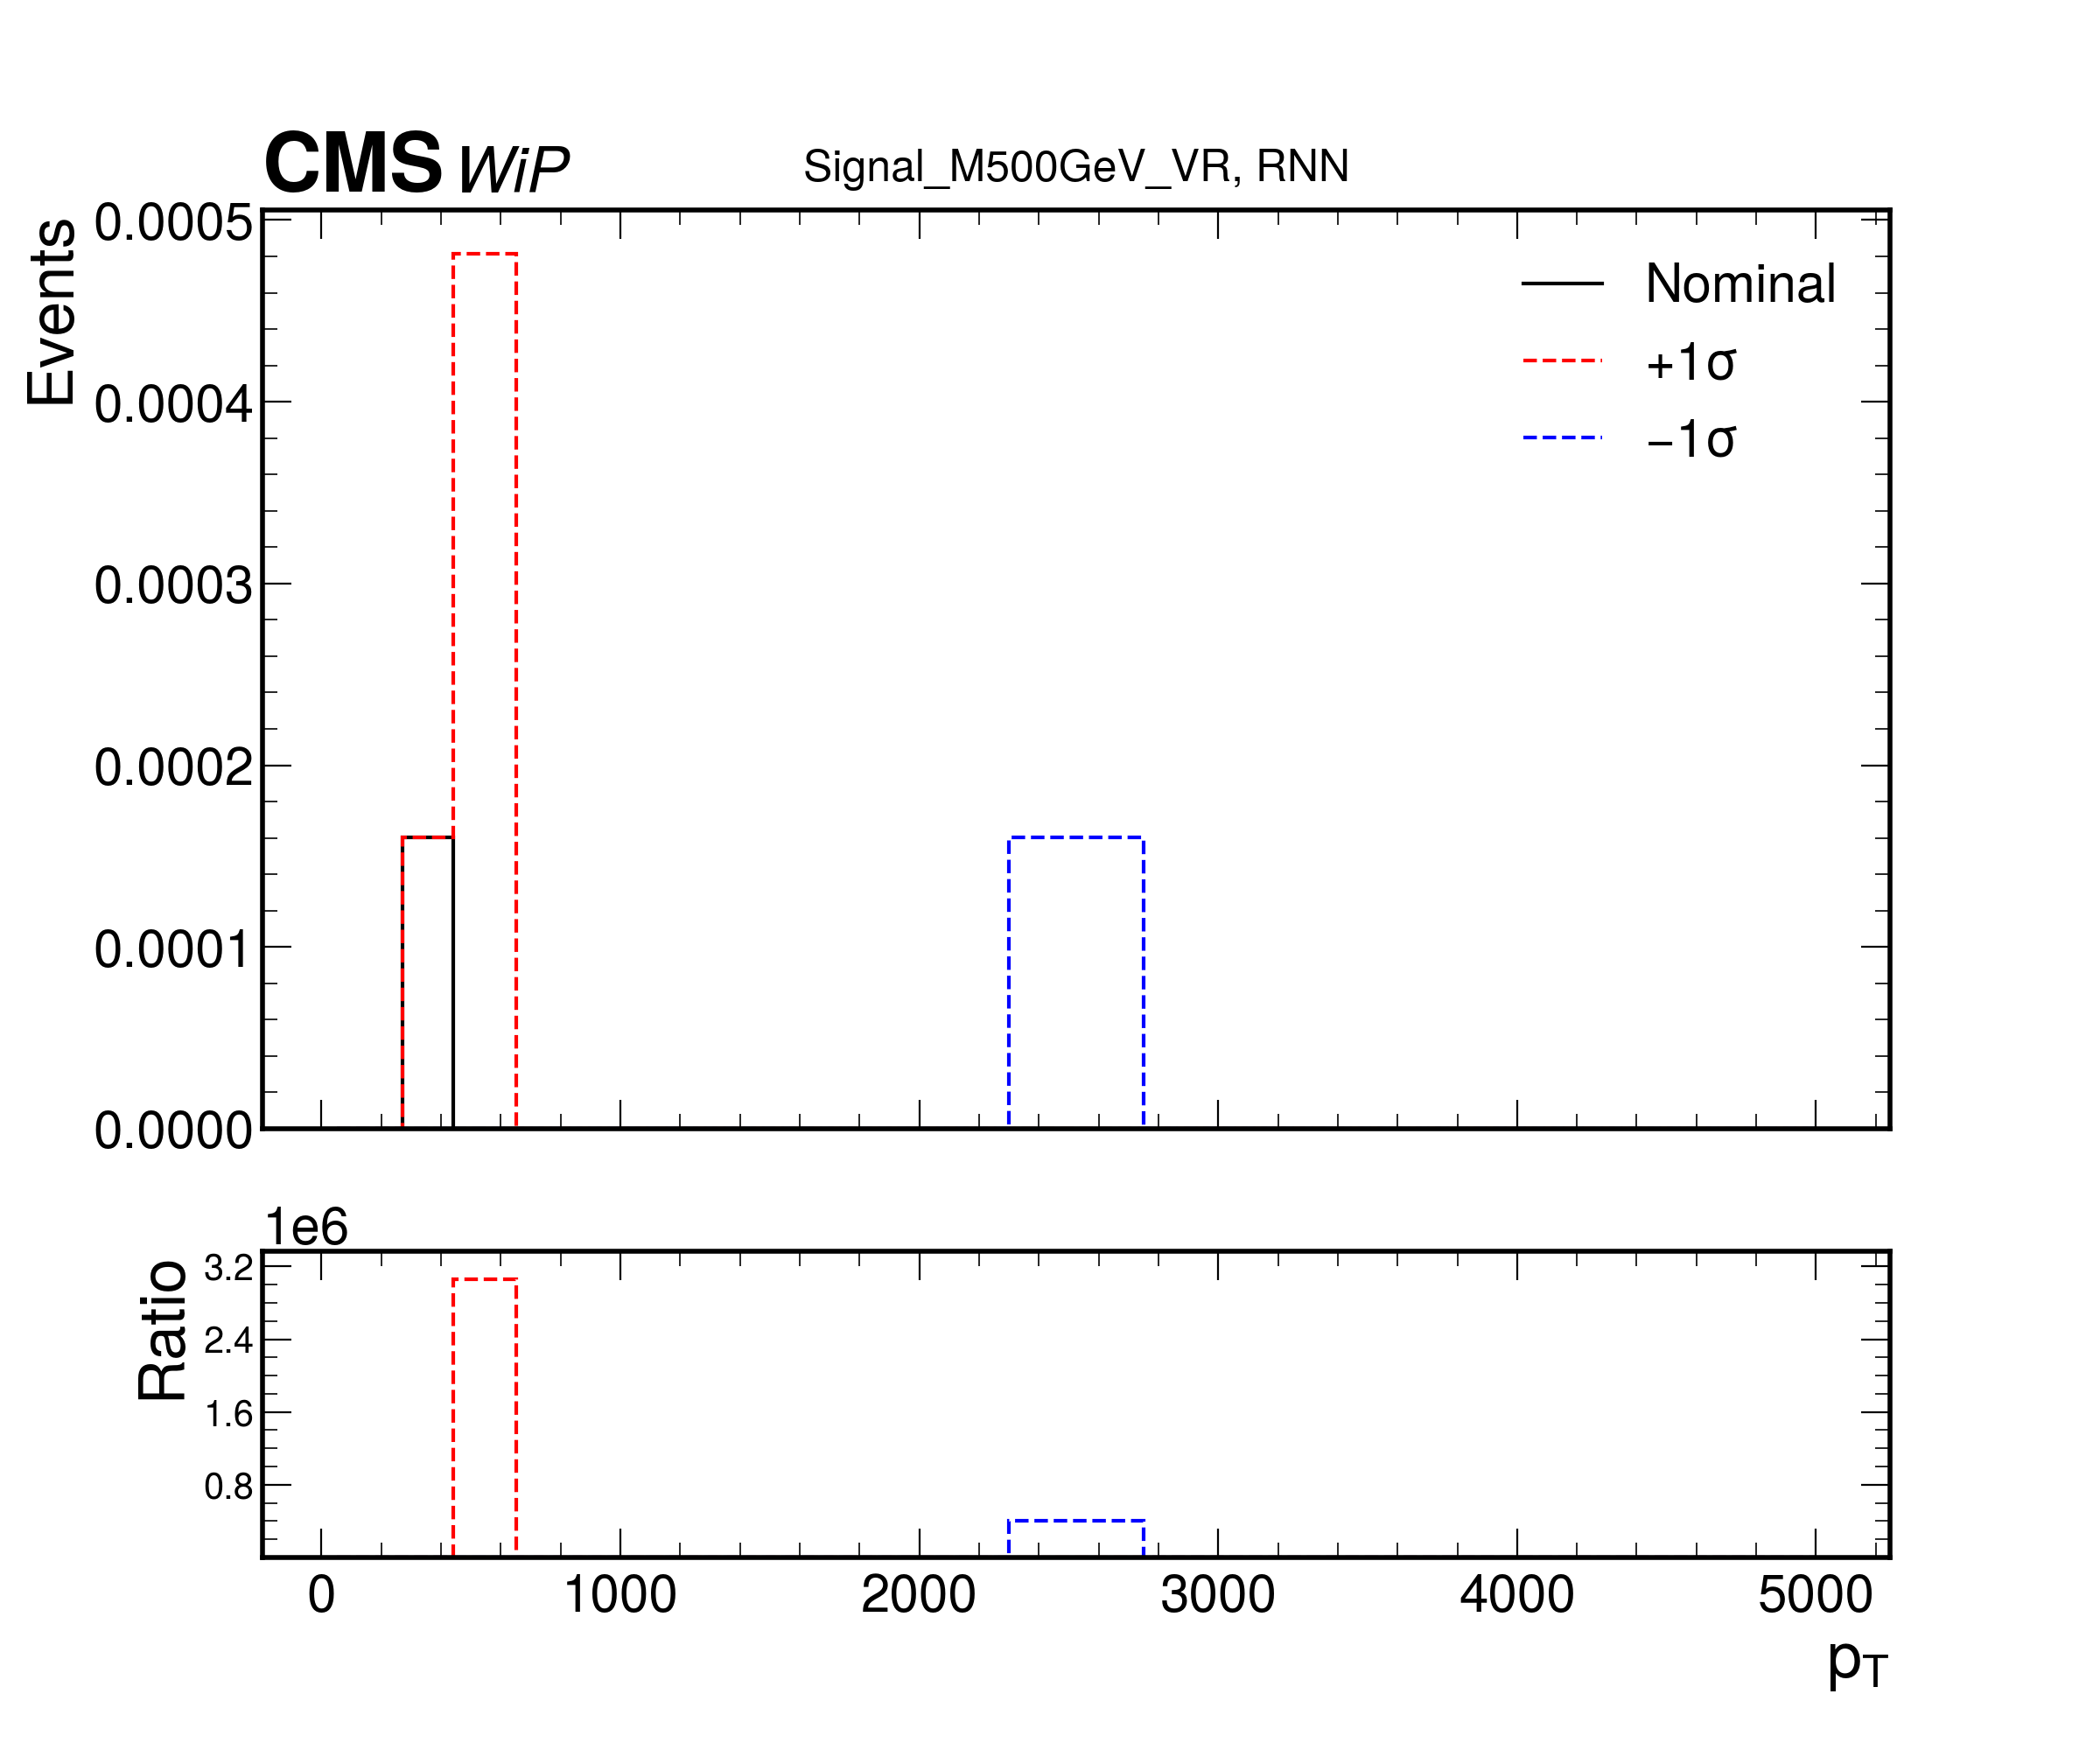 CMS WiP
Signal_M500GeV_VR, RNN
Events
0.0005
0.0004
0.0003
0.0002
0.0001
0.0000
Nominal
+1σ
−1σ
1e6
Ratio
3.2
2.4
1.6
0.8
0 1000 2000 3000 4000 5000
pT